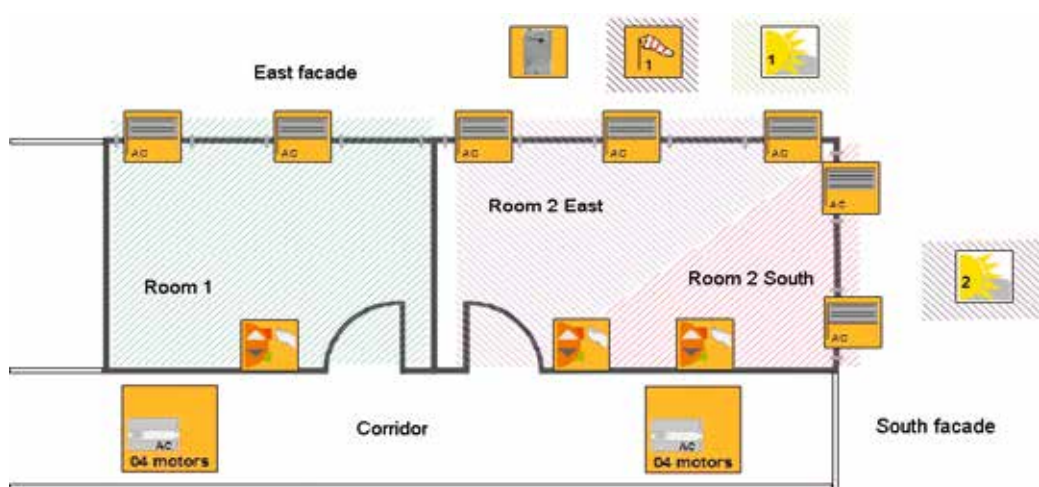 East facade
1
1
AC
AC
AC
AC
AC
AC
Room 2 East
Room 1
Room 2 South
2
AC
AC
04 motors
Corridor
AC
04 motors
South facade